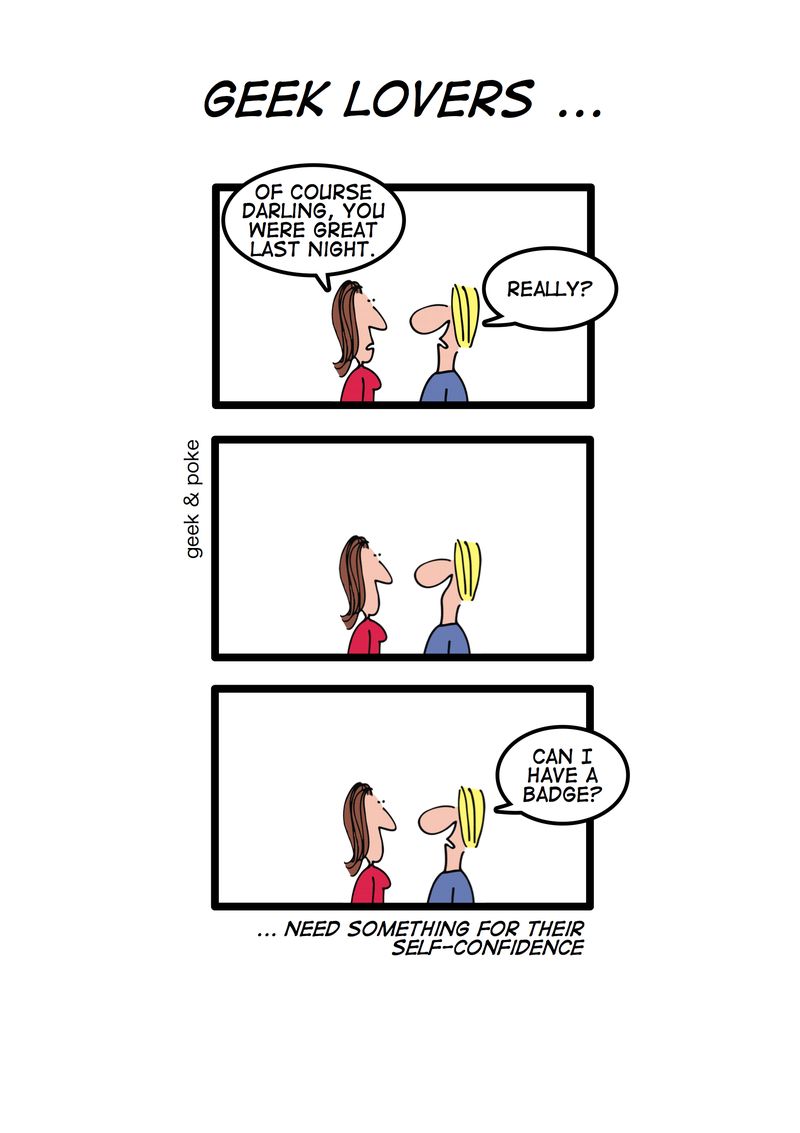 GEEK LOVERS ...
OF COURSE
DARLING, YOU
WERE GREAT
LAST NIGHT.
REALLY?
geek & poke
CAN I
HAVE A
BADGE?
... NEED SOMETHING FOR THEIR
SELF-CONFIDENCE